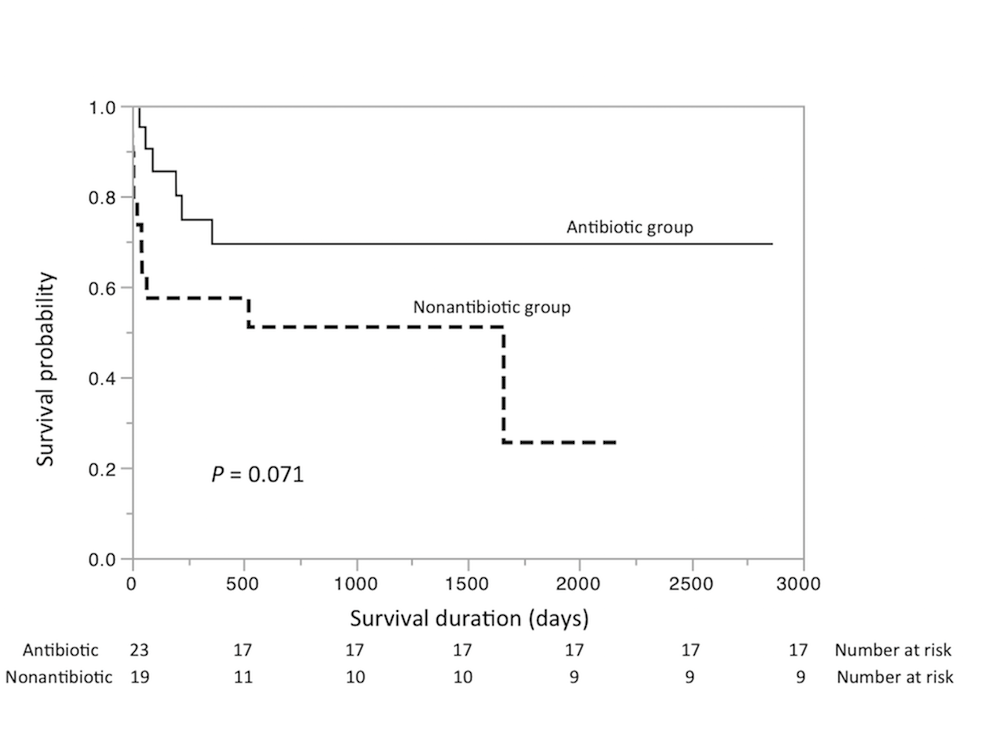 1.0
0.8
0.6
0.4
0.2
0.0
Survival probability
Antibiotic group
Nonantibiotic group
P = 0.071
0 500 1000 1500 2000 2500 3000
Survival duration (days)
Antibiotic 23 17 17 17 17 17 17 Number at risk
Nonantibiotic 19 11 10 10 9 9 9 Number at risk